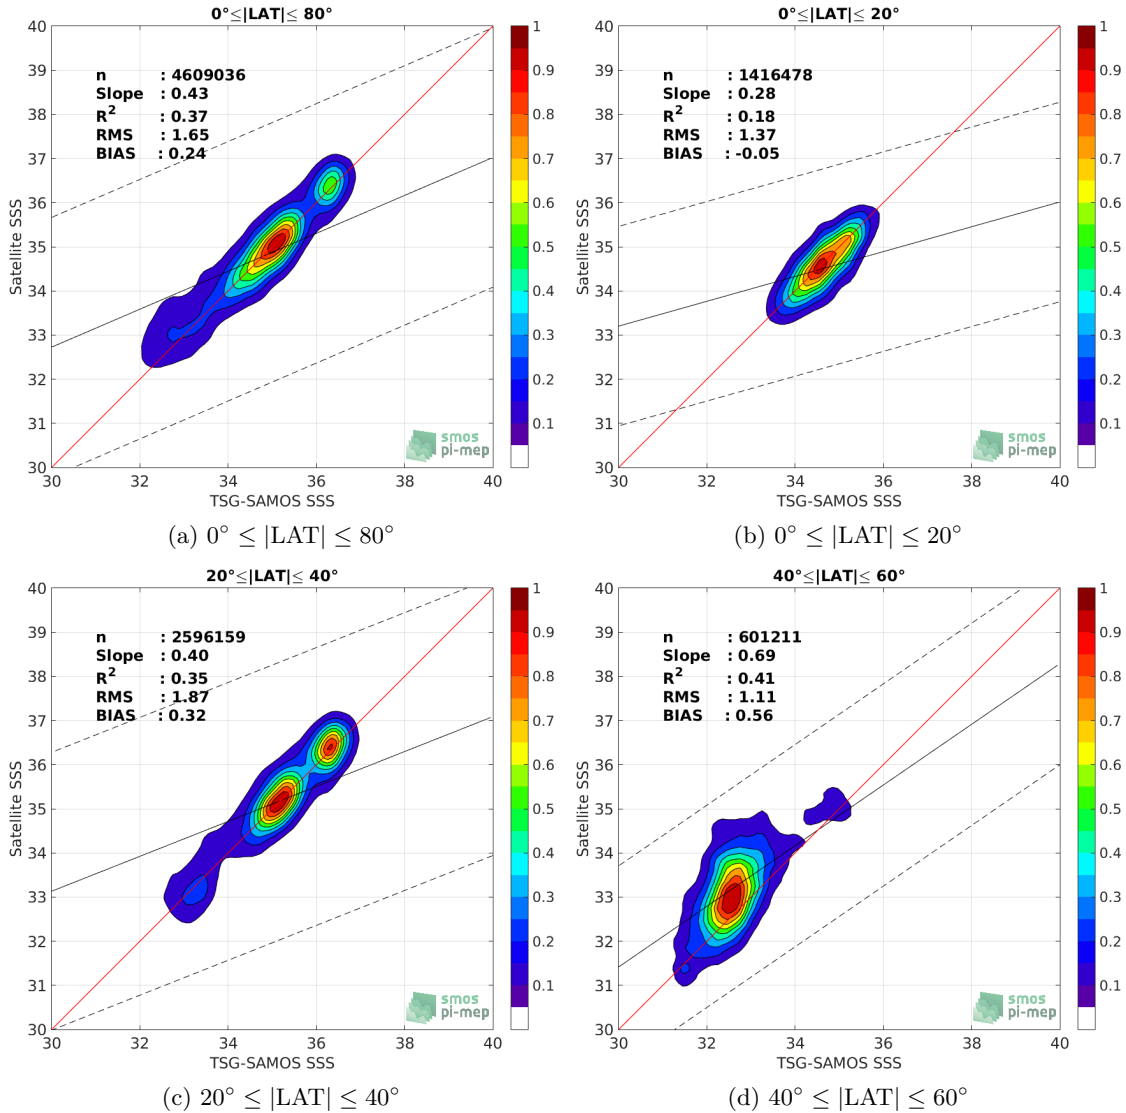 0°≤|LAT|≤ 80°
n : 4609036
Slope : 0.43
R² : 0.37
RMS : 1.65
BIAS : 0.24
Satellite SSS
40
39
38
37
36
35
34
33
32
31
30
30 32 34 36 38 40
TSG-SAMOS SSS
1
0.9
0.8
0.7
0.6
0.5
0.4
0.3
0.2
0.1
smos
pi-mep
(a) 0° ≤ |LAT| ≤ 80°
0°≤|LAT|≤ 20°
n : 1416478
Slope : 0.28
R² : 0.18
RMS : 1.37
BIAS : -0.05
Satellite SSS
40
39
38
37
36
35
34
33
32
31
30
30 32 34 36 38 40
TSG-SAMOS SSS
1
0.9
0.8
0.7
0.6
0.5
0.4
0.3
0.2
0.1
smos
pi-mep
(b) 0° ≤ |LAT| ≤ 20°
20°≤|LAT|≤ 40°
n : 2596159
Slope : 0.40
R² : 0.35
RMS : 1.87
BIAS : 0.32
Satellite SSS
40
39
38
37
36
35
34
33
32
31
30
30 32 34 36 38 40
TSG-SAMOS SSS
1
0.9
0.8
0.7
0.6
0.5
0.4
0.3
0.2
0.1
smos
pi-mep
(c) 20° ≤ |LAT| ≤ 40°
40°≤|LAT|≤ 60°
n : 601211
Slope : 0.69
R² : 0.41
RMS : 1.11
BIAS : 0.56
Satellite SSS
40
39
38
37
36
35
34
33
32
31
30
30 32 34 36 38 40
TSG-SAMOS SSS
1
0.9
0.8
0.7
0.6
0.5
0.4
0.3
0.2
0.1
smos
pi-mep
(d) 40° ≤ |LAT| ≤ 60°